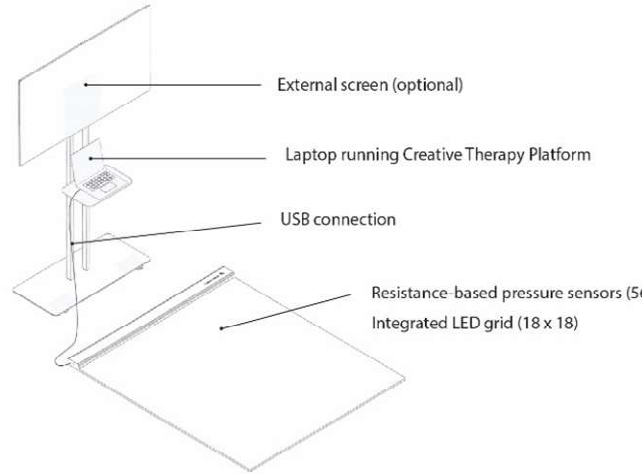 External screen (optional)
Laptop running Creative Therapy Platform
USB connection
Resistance-based pressure sensors
Integrated LED grid (18 x 18)